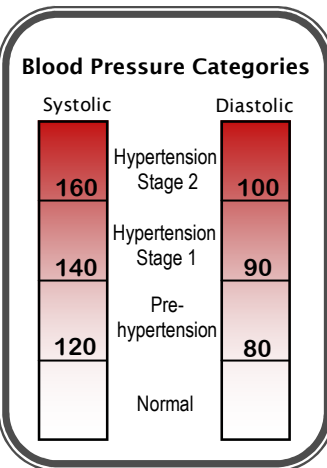 Blood Pressure Categories
Systolic
Diastolic
Hypertension
Stage 2
160
100
Hypertension
Stage 1
140
90
Pre-
hypertension
120
80
Normal